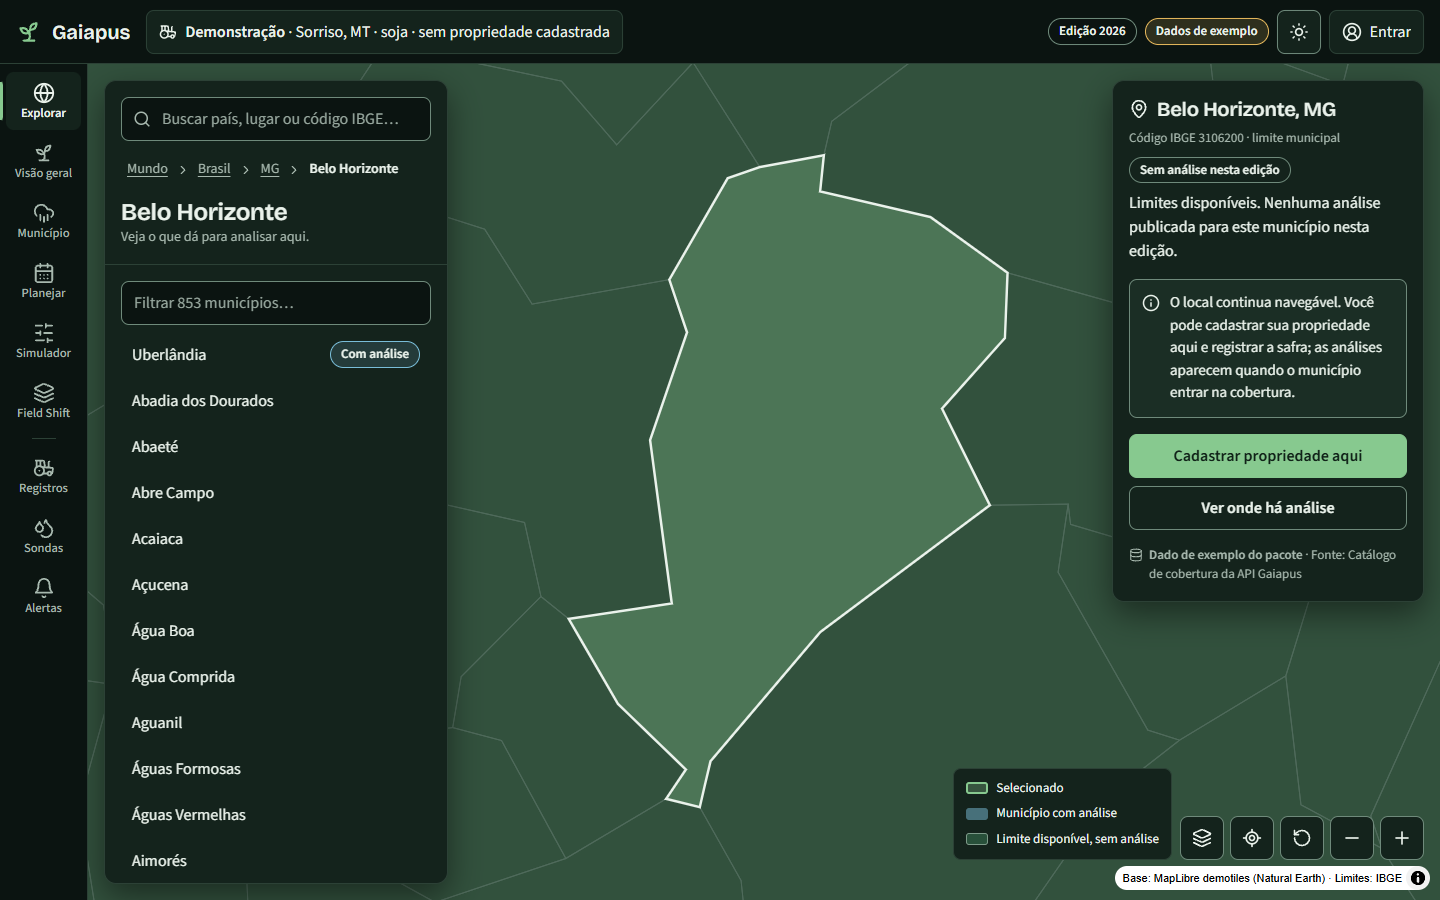 Gaiapus
Demonstração · Sorriso, MT · soja · sem propriedade cadastrada
Edição 2026
Dados de exemplo
Entrar
Explorar
Visão geral
Município
Planejar
Simulador
Field Shift
Registros
Sondas
Alertas
Buscar país, lugar ou código IBGE…
Mundo > Brasil > MG > Belo Horizonte
Belo Horizonte
Veja o que dá para analisar aqui.
Filtrar 853 municípios…
Uberlândia
Com análise
Abadia dos Dourados
Abaeté
Abre Campo
Acaiaca
Açucena
Água Boa
Água Comprida
Aguanil
Águas Formosas
Águas Vermelhas
Aimorés
Belo Horizonte, MG
Código IBGE 3106200 · limite municipal
Sem análise nesta edição
Limites disponíveis. Nenhuma análise
publicada para este município nesta
edição.
O local continua navegável. Você
pode cadastrar sua propriedade
aqui e registrar a safra; as análises
aparecem quando o município
entrar na cobertura.
Cadastrar propriedade aqui
Ver onde há análise
Dado de exemplo do pacote · Fonte: Catálogo
de cobertura da API Gaiapus
Selecionado
Município com análise
Limite disponível, sem análise
Base: MapLibre demotiles (Natural Earth) · Limites: IBGE